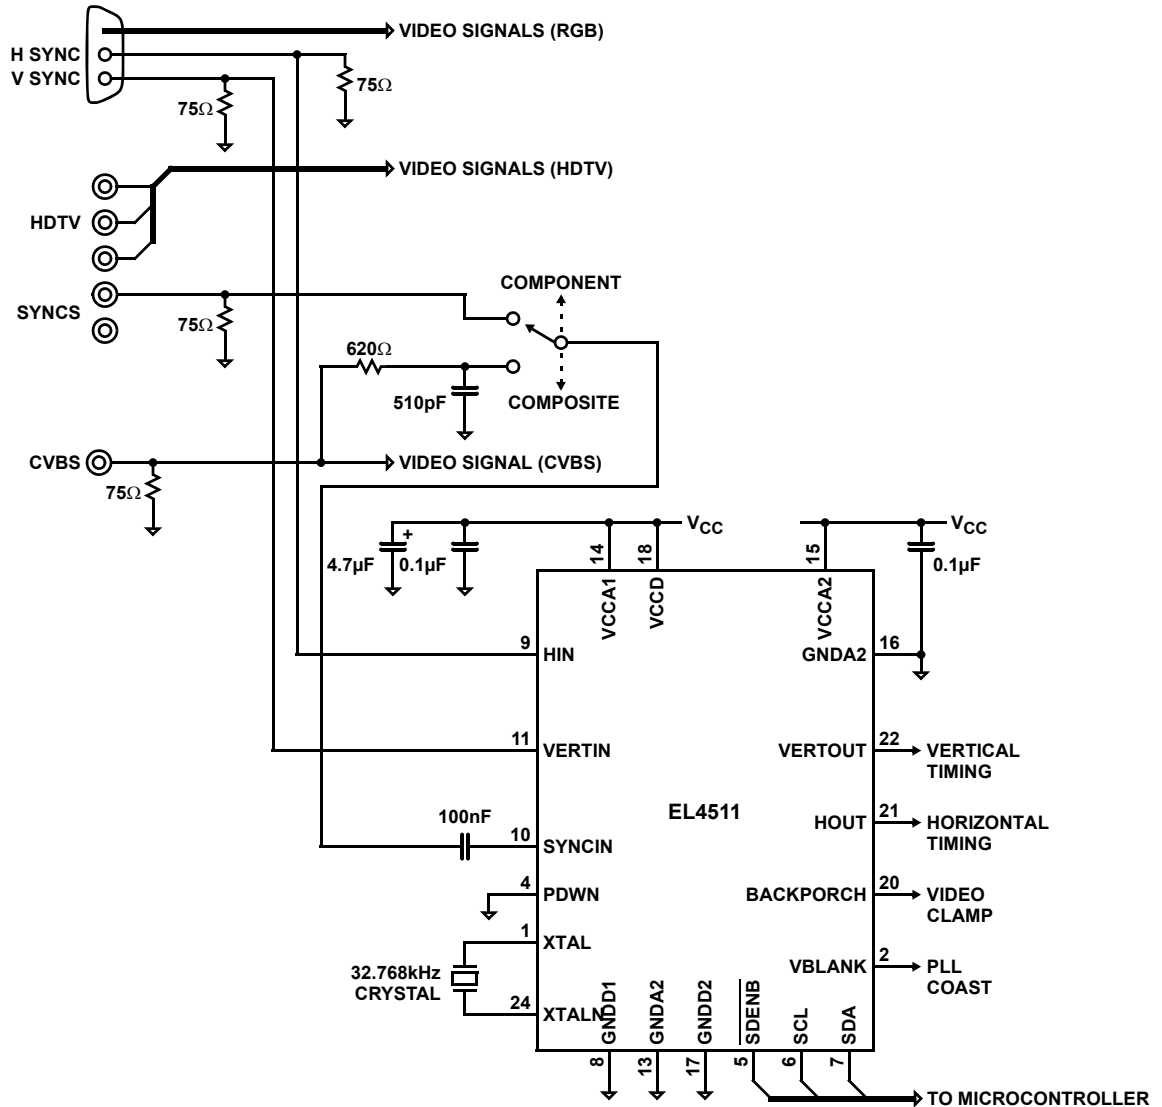 VIDEO SIGNALS (RGB)
H SYNC
V SYNC
75Ω
75Ω
VIDEO SIGNALS (HDTV)
HDTV
COMPONENT
SYNCS
75Ω
620Ω
510pF
COMPOSITE
CVBS
VIDEO SIGNAL (CVBS)
75Ω
VCC
VCC
+
4.7µF
0.1µF
14
18
15
0.1µF
VCCA1
VCCD
VCCA2
9
HIN
GNDA2
16
11
VERTIN
VERTOUT
22
VERTICAL
TIMING
EL4511
100nF
HOUT
21
HORIZONTAL
TIMING
10
SYNCIN
4
PDWN
BACKPORCH
20
VIDEO
CLAMP
1
XTAL
VBLANK
2
PLL
COAST
32.768kHz
CRYSTAL
24
XTALN
GNDD1
GNDA2
GNDD2
SDENB
SCL
SDA
8
13
17
5
6
7
TO MICROCONTROLLER